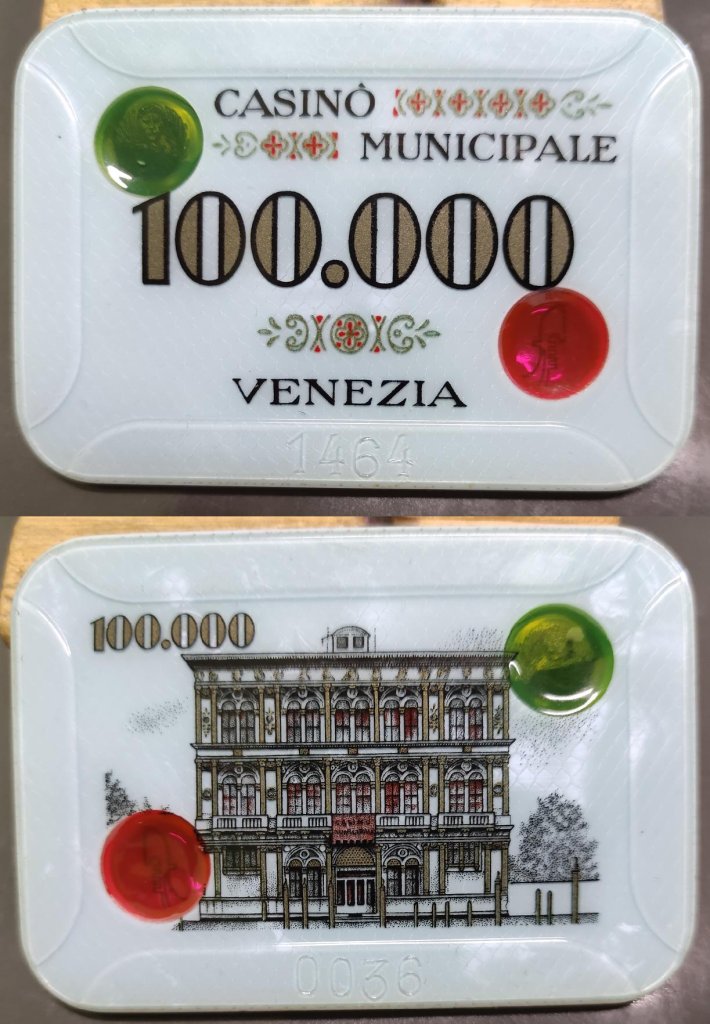 CASINÒ
MUNICIPALE
100.000
VENEZIA
1464
100.000
0036